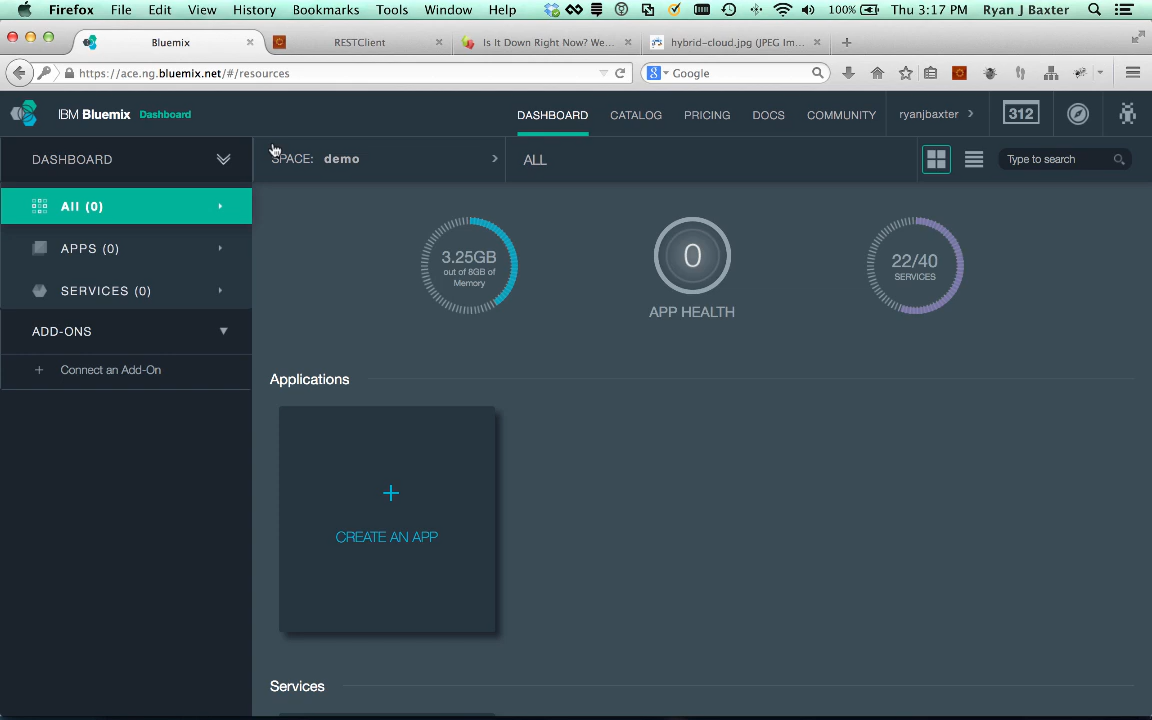 Firefox File Edit View History Bookmarks Tools Window Help 100% Thu 3:17 PM Ryan J Baxter
Bluemix RESTClient Is It Down Right Now? We... hybrid-cloud.jpg (JPEG Im...
https://ace.ng.bluemix.net/#/resources Google
IBM Bluemix Dashboard DASHBOARD CATALOG PRICING DOCS COMMUNITY ryanjbaxter 312
DASHBOARD SPACE: demo ALL Type to search
All (0)
APPS (0)
SERVICES (0)
ADD-ONS
Connect an Add-On
3.25GB
out of 8GB of
Memory
0
APP HEALTH
22/40
SERVICES
Applications
CREATE AN APP
Services